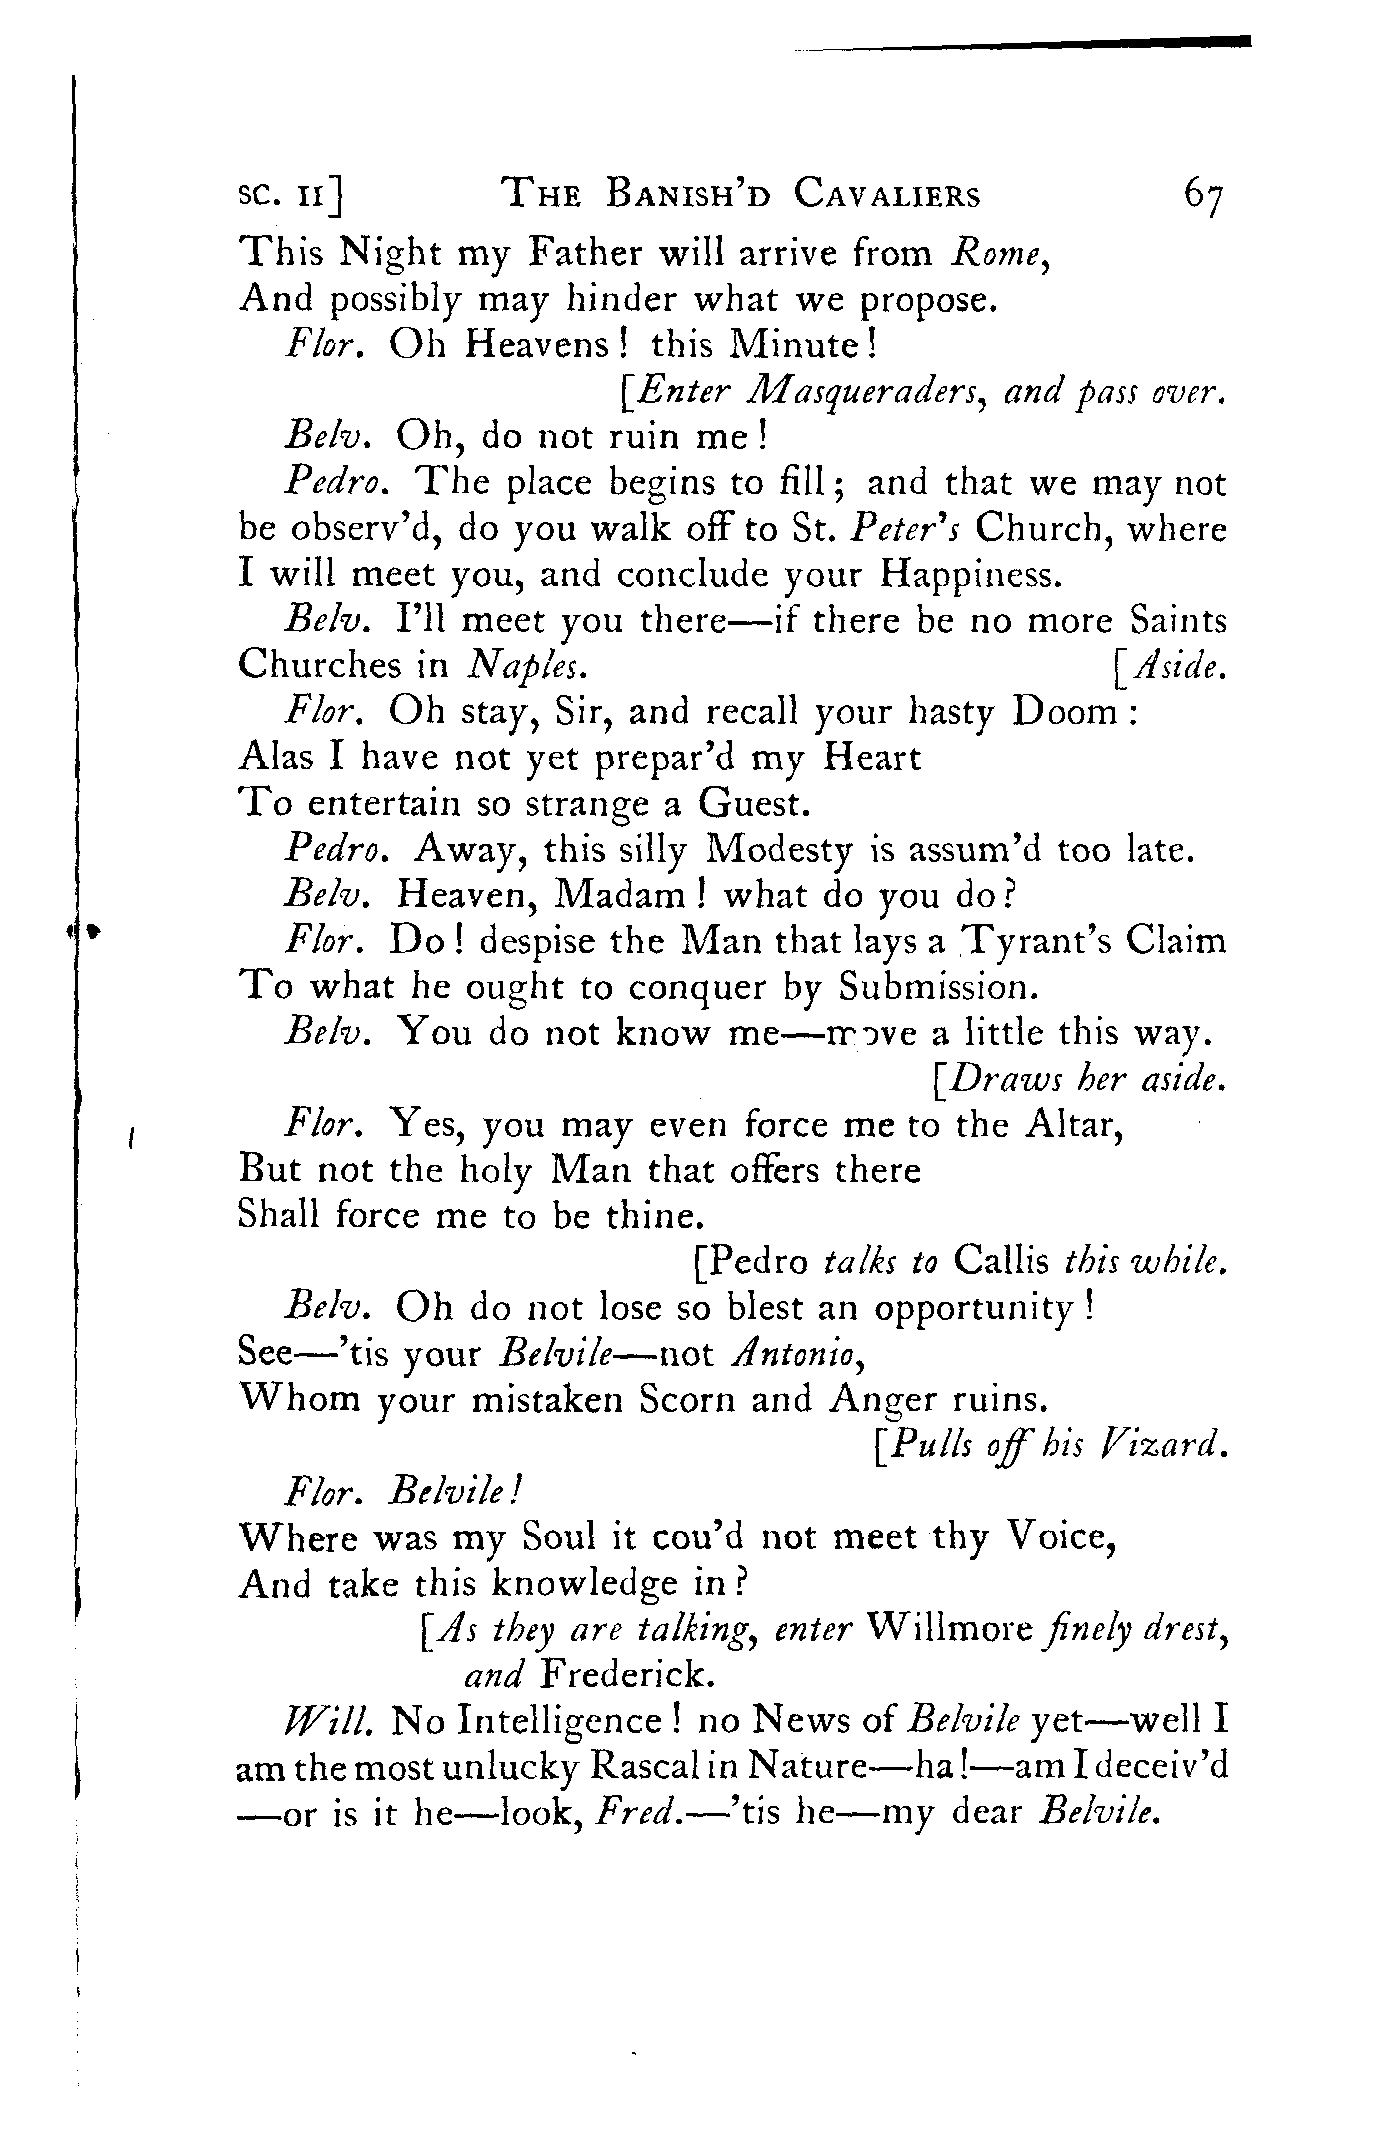 SC. II] THE BANISH'D CAVALIERS 67
This Night my Father will arrive from Rome,
And possibly may hinder what we propose.
Flor. Oh Heavens! this Minute!
[Enter Masqueraders, and pass over.
Belv. Oh, do not ruin me!
Pedro. The place begins to fill; and that we may not
be observ'd, do you walk off to St. Peter's Church, where
I will meet you, and conclude your Happiness.
Belv. I'll meet you there—if there be no more Saints
Churches in Naples. [Aside.
Flor. Oh stay, Sir, and recall your hasty Doom:
Alas I have not yet prepar'd my Heart
To entertain so strange a Guest.
Pedro. Away, this silly Modesty is assum'd too late.
Belv. Heaven, Madam! what do you do?
Flor. Do! despise the Man that lays a Tyrant's Claim
To what he ought to conquer by Submission.
Belv. You do not know me—move a little this way.
[Draws her aside.
Flor. Yes, you may even force me to the Altar,
But not the holy Man that offers there
Shall force me to be thine.
[Pedro talks to Callis this while.
Belv. Oh do not lose so blest an opportunity!
See—'tis your Belvile—not Antonio,
Whom your mistaken Scorn and Anger ruins.
[Pulls off his Vizard.
Flor. Belvile!
Where was my Soul it cou'd not meet thy Voice,
And take this knowledge in?
[As they are talking, enter Willmore finely drest,
and Frederick.
Will. No Intelligence! no News of Belvile yet—well I
am the most unlucky Rascal in Nature—ha!—am I deceiv'd
—or is it he—look, Fred.—'tis he—my dear Belvile.